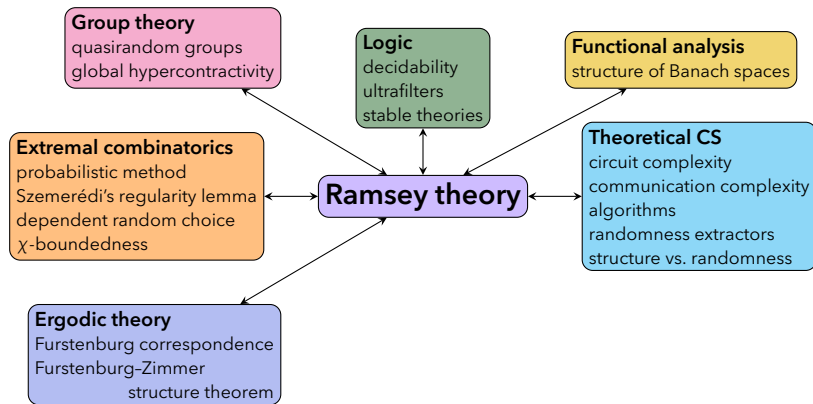 Group theory
quasirandom groups
global hypercontractivity
Logic
decidability
ultrafilters
stable theories
Functional analysis
structure of Banach spaces
Extremal combinatorics
probabilistic method
Szemerédi's regularity lemma
dependent random choice
χ-boundedness
Ramsey theory
Theoretical CS
circuit complexity
communication complexity
algorithms
randomness extractors
structure vs. randomness
Ergodic theory
Furstenburg correspondence
Furstenburg–Zimmer
structure theorem